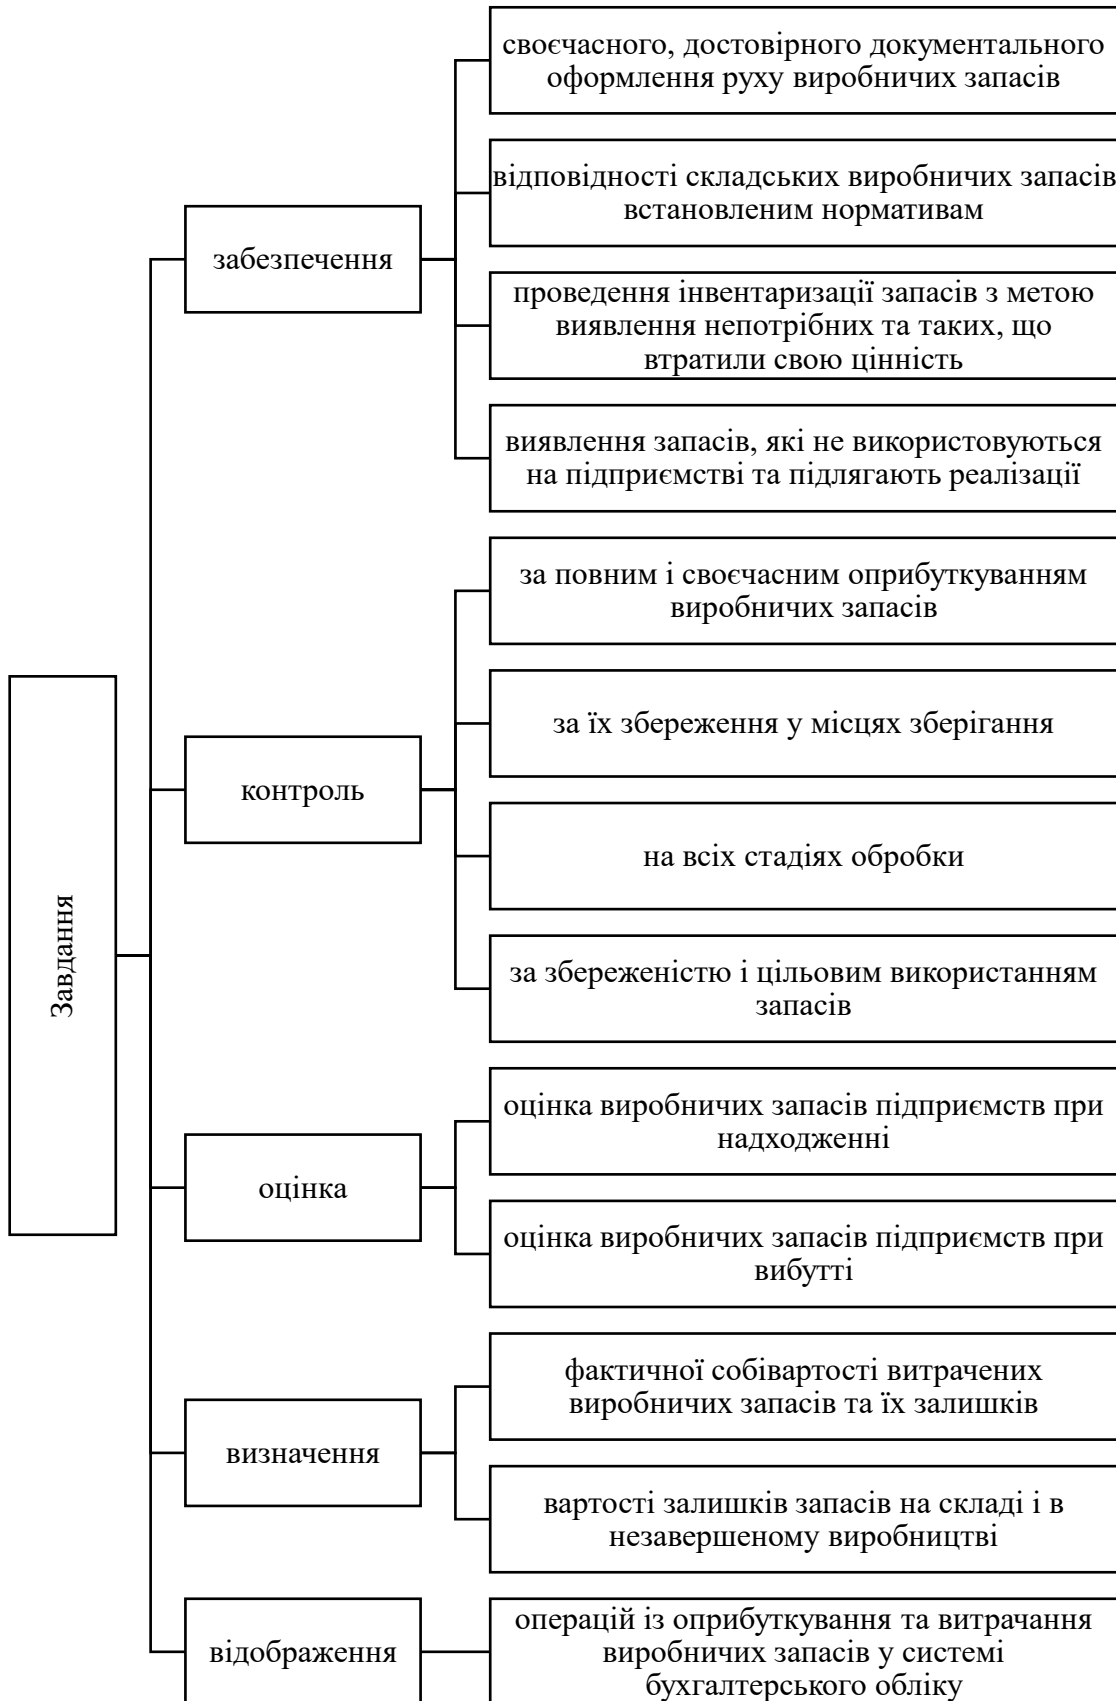 Завдання
забезпечення
своєчасного, достовірного документального
оформлення руху виробничих запасів
відповідності складських виробничих запасів
встановленим нормативам
проведення інвентаризації запасів з метою
виявлення непотрібних та таких, що
втратили свою цінність
виявлення запасів, які не використовуються
на підприємстві та підлягають реалізації
контроль
за повним і своєчасним оприбуткуванням
виробничих запасів
за їх збереження у місцях зберігання
на всіх стадіях обробки
за збереженістю і цільовим використанням
запасів
оцінка
оцінка виробничих запасів підприємств при
надходженні
оцінка виробничих запасів підприємств при
вибутті
визначення
фактичної собівартості витрачених
виробничих запасів та їх залишків
вартості залишків запасів на складі і в
незавершеному виробництві
відображення
операцій із оприбуткування та витрачання
виробничих запасів у системі
бухгалтерського обліку